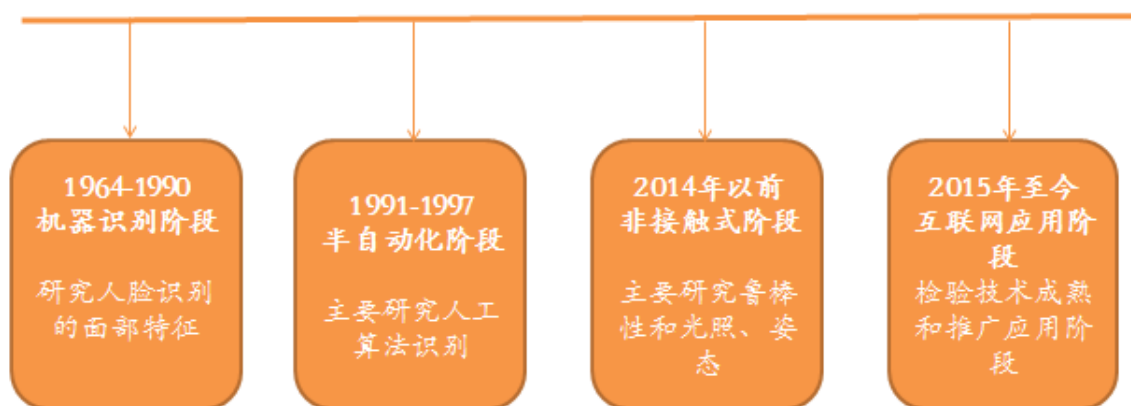 1964-1990
机器识别阶段
研究人脸识别
的面部特征
1991-1997
半自动化阶段
主要研究人工
算法识别
2014年以前
非接触式阶段
主要研究鲁棒
性和光照、姿
态
2015年至今
互联网应用阶
段
检验技术成熟
和推广应用阶
段